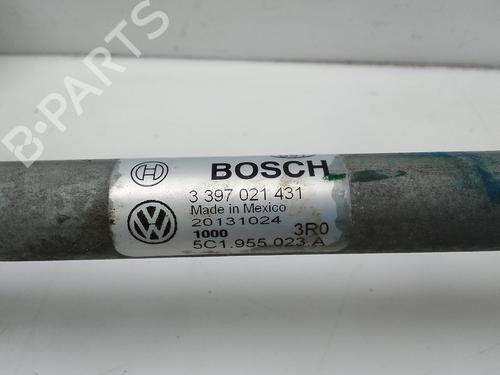 B-PARTS
BOSCH
3 397 021 431
Made in Mexico
20131024
1000 3R0
5C1.955.023.A